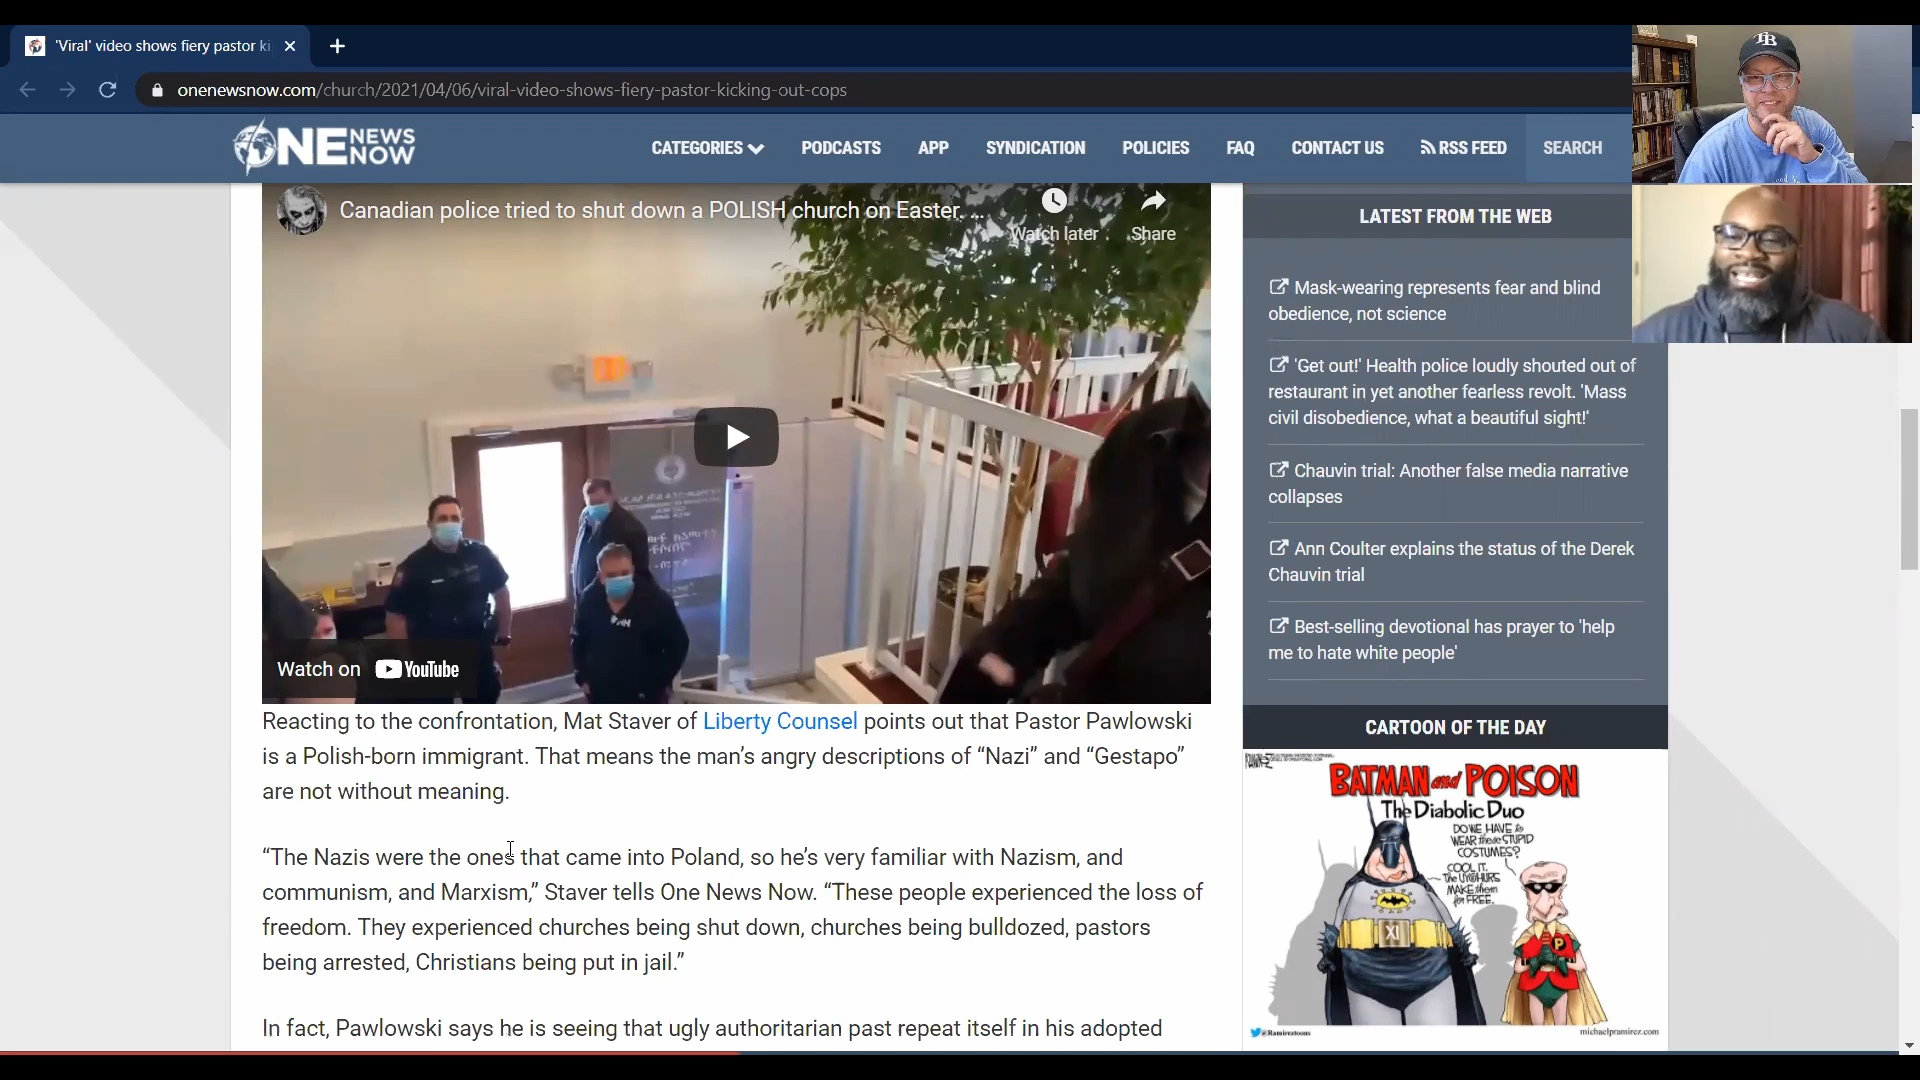 'Viral' video shows fiery pastor ki
onenewsnow.com/church/2021/04/06/viral-video-shows-fiery-pastor-kicking-out-cops
ONE NEWS NOW
CATEGORIES
PODCASTS
APP
SYNDICATION
POLICIES
FAQ
CONTACT US
RSS FEED
SEARCH
TB
Canadian police tried to shut down a POLISH church on Easter. ...
Watch later
Share
Watch on YouTube
Reacting to the confrontation, Mat Staver of Liberty Counsel points out that Pastor Pawlowski
is a Polish-born immigrant. That means the man’s angry descriptions of “Nazi” and “Gestapo”
are not without meaning.
“The Nazis were the ones that came into Poland, so he’s very familiar with Nazism, and
communism, and Marxism,” Staver tells One News Now. “These people experienced the loss of
freedom. They experienced churches being shut down, churches being bulldozed, pastors
being arrested, Christians being put in jail.”
In fact, Pawlowski says he is seeing that ugly authoritarian past repeat itself in his adopted
LATEST FROM THE WEB
Mask-wearing represents fear and blind
obedience, not science
'Get out!' Health police loudly shouted out of
restaurant in yet another fearless revolt. 'Mass
civil disobedience, what a beautiful sight!'
Chauvin trial: Another false media narrative
collapses
Ann Coulter explains the status of the Derek
Chauvin trial
Best-selling devotional has prayer to 'help
me to hate white people'
CARTOON OF THE DAY
BATMAN and POISON
The Diabolic Duo
DO WE HAVE to
WEAR these STUPID
COSTUMES?
COOL IT.
The UYGHURS
MAKE them
for FREE.
XI
P
@Ramireztoons
michaelpramirez.com